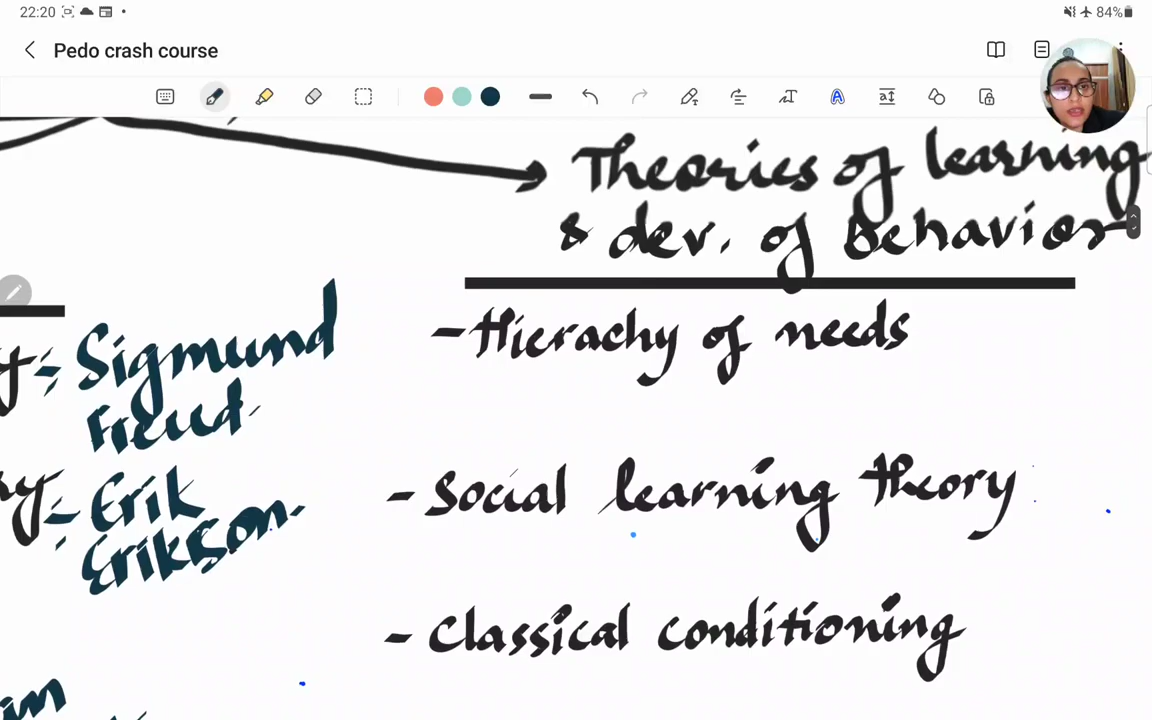 22:20
84%
Pedo crash course
Theories of learning
& dev. of Behavior
Sigmund
Freud
- Hierachy of needs
- Social learning theory
Erik
Erikson
- Classical conditioning